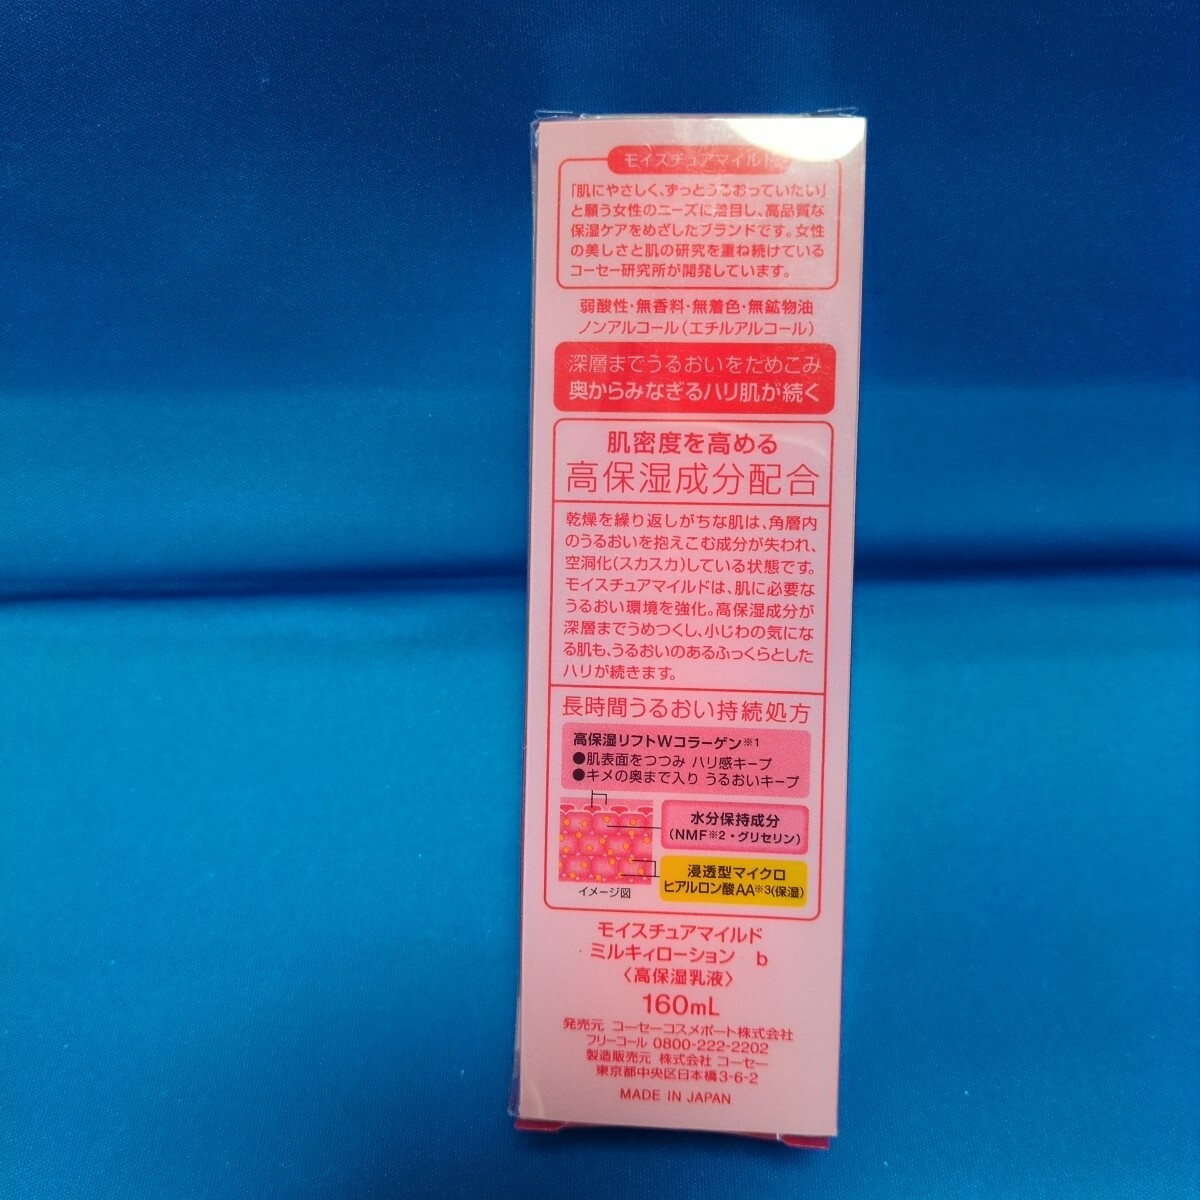 モイスチュアマイルド
「肌にやさしく、ずっとうるおっていたい」
と願う女性のニーズに着目し、高品質な
保湿ケアをめざしたブランドです。女性
の美しさと肌の研究を重ね続けている
コーセー研究所が開発しています。
弱酸性・無香料・無着色・無鉱物油
ノンアルコール(エチルアルコール)
深層までうるおいをためこみ
奥からみなぎるハリ肌が続く
肌密度を高める
高保湿成分配合
乾燥を繰り返しがちな肌は、角層内
のうるおいを抱えこむ成分が失われ、
空洞化(スカスカ)している状態です。
モイスチュアマイルドは、肌に必要な
うるおい環境を強化。高保湿成分が
深層までうめつくし、小じわの気にな
る肌も、うるおいのあるふっくらとした
ハリが続きます。
長時間うるおい持続処方
高保湿リフトWコラーゲン※1
●肌表面をつつみ ハリ感キープ
●キメの奥まで入り うるおいキープ
水分保持成分
(NMF※2・グリセリン)
浸透型マイクロ
ヒアルロン酸AA※3(保湿)
イメージ図
モイスチュアマイルド
ミルキィローション b
〈高保湿乳液〉
160mL
発売元 コーセーコスメポート株式会社
フリーコール 0800-222-2202
製造販売元 株式会社 コーセー
東京都中央区日本橋3-6-2
MADE IN JAPAN